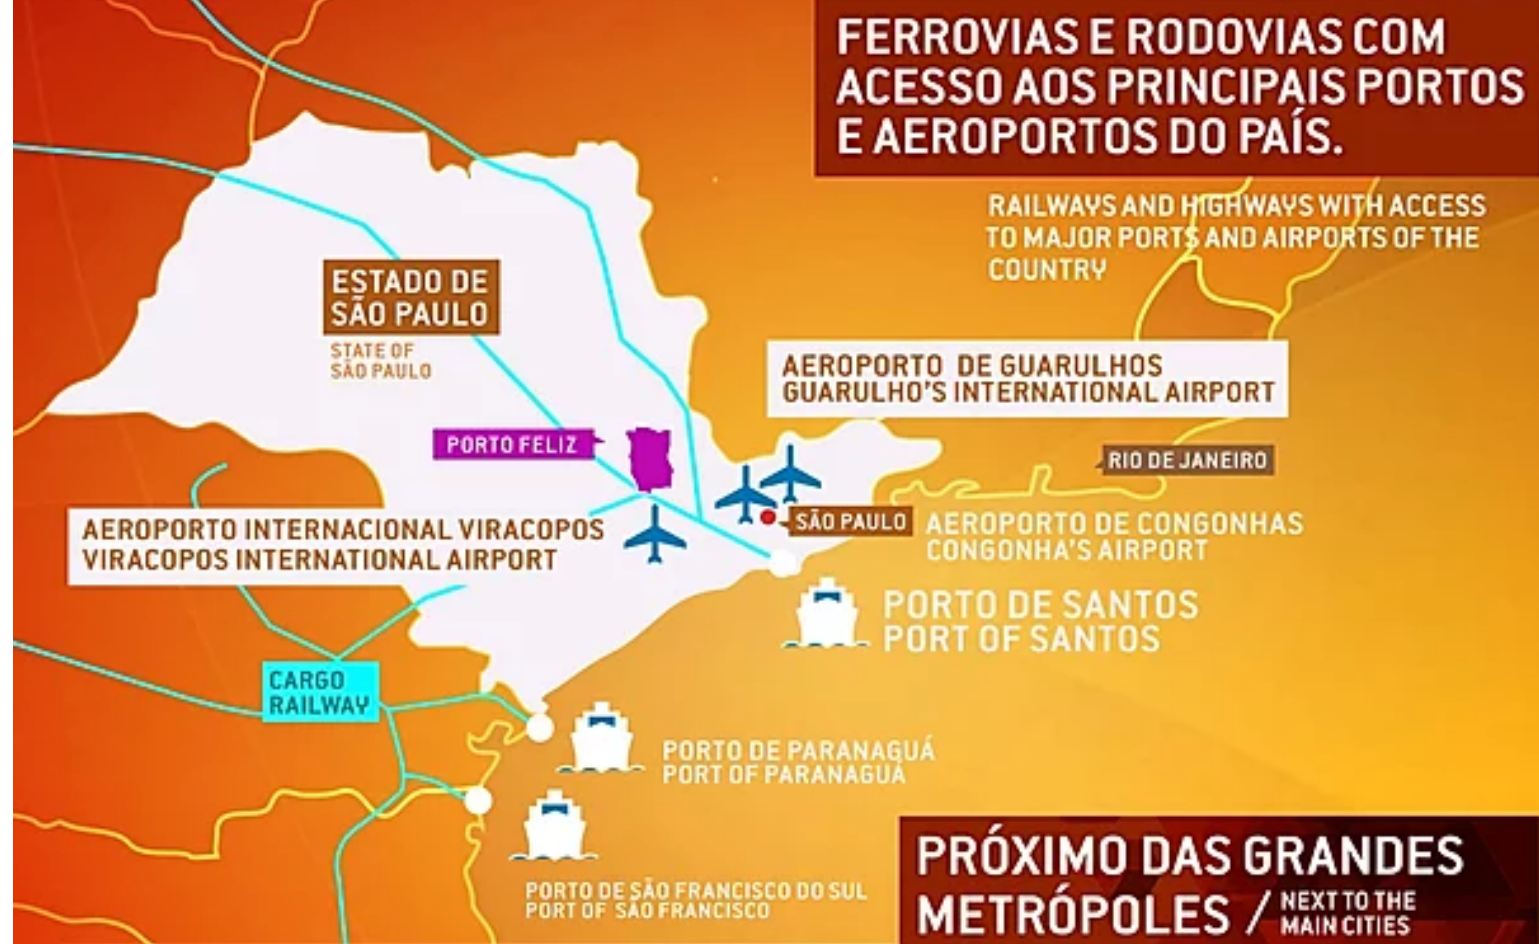 FERROVIAS E RODOVIAS COM
ACESSO AOS PRINCIPAIS PORTOS
E AEROPORTOS DO PAÍS.
RAILWAYS AND HIGHWAYS WITH ACCESS
TO MAJOR PORTS AND AIRPORTS OF THE
COUNTRY
ESTADO DE
SÃO PAULO
STATE OF
SÃO PAULO
AEROPORTO DE GUARULHOS
GUARULHO'S INTERNATIONAL AIRPORT
PORTO FELIZ
RIO DE JANEIRO
AEROPORTO INTERNACIONAL VIRACOPOS
VIRACOPOS INTERNATIONAL AIRPORT
SÃO PAULO
AEROPORTO DE CONGONHAS
CONGONHA'S AIRPORT
PORTO DE SANTOS
PORT OF SANTOS
CARGO
RAILWAY
PORTO DE PARANAGUÁ
PORT OF PARANAGUÁ
PORTO DE SÃO FRANCISCO DO SUL
PORT OF SÃO FRANCISCO
PRÓXIMO DAS GRANDES
METRÓPOLES / NEXT TO THE
MAIN CITIES